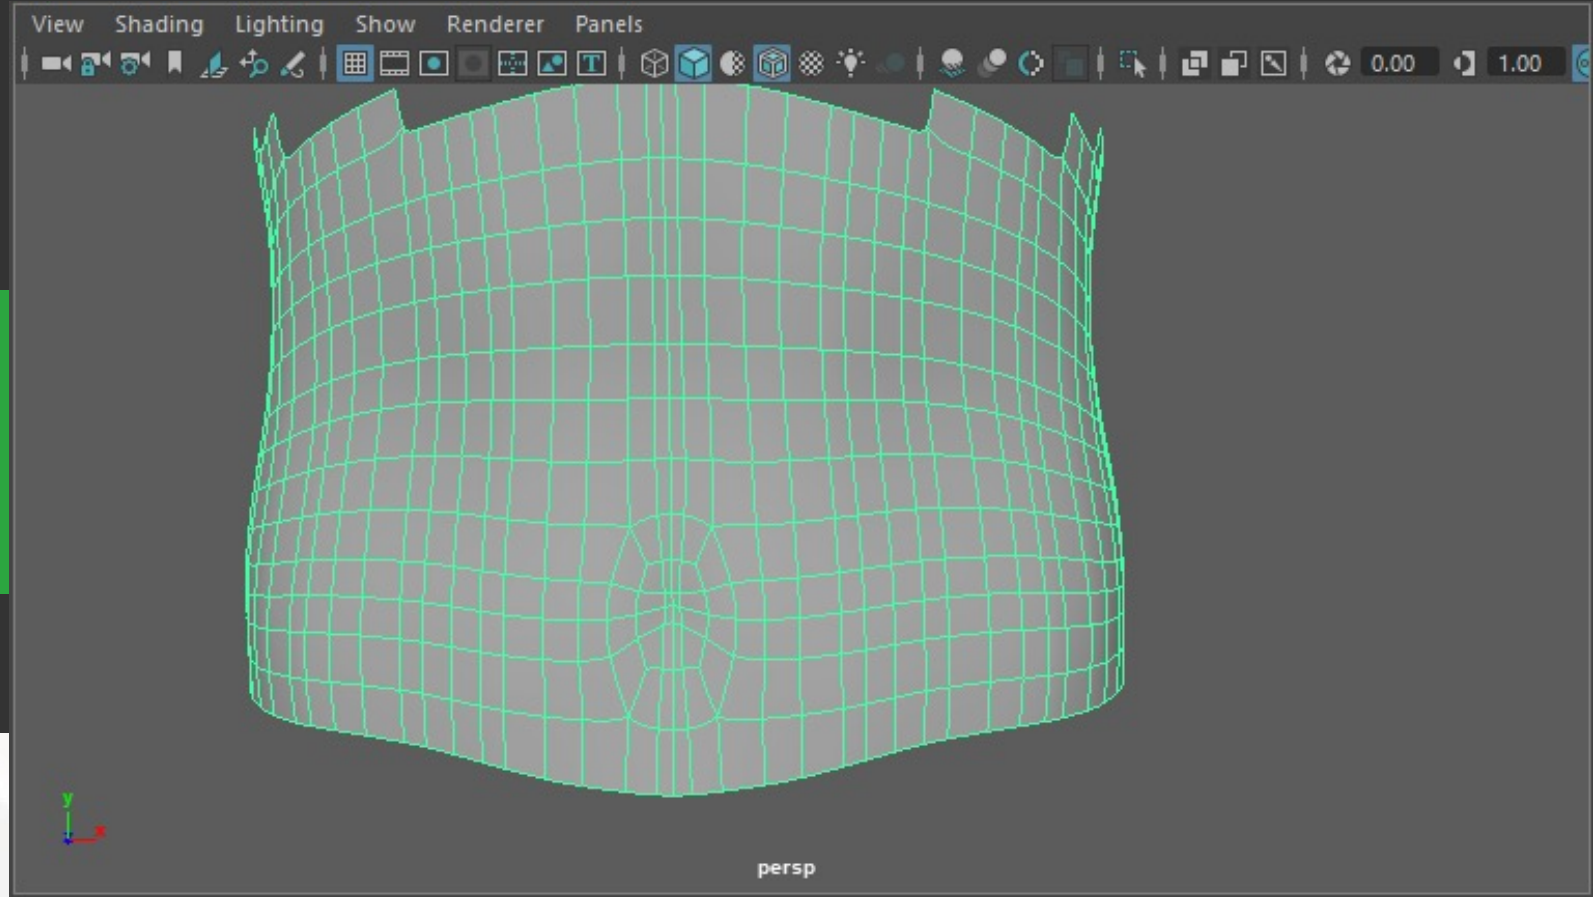 View Shading Lighting Show Renderer Panels
T 0.00 1.00
y
x
persp